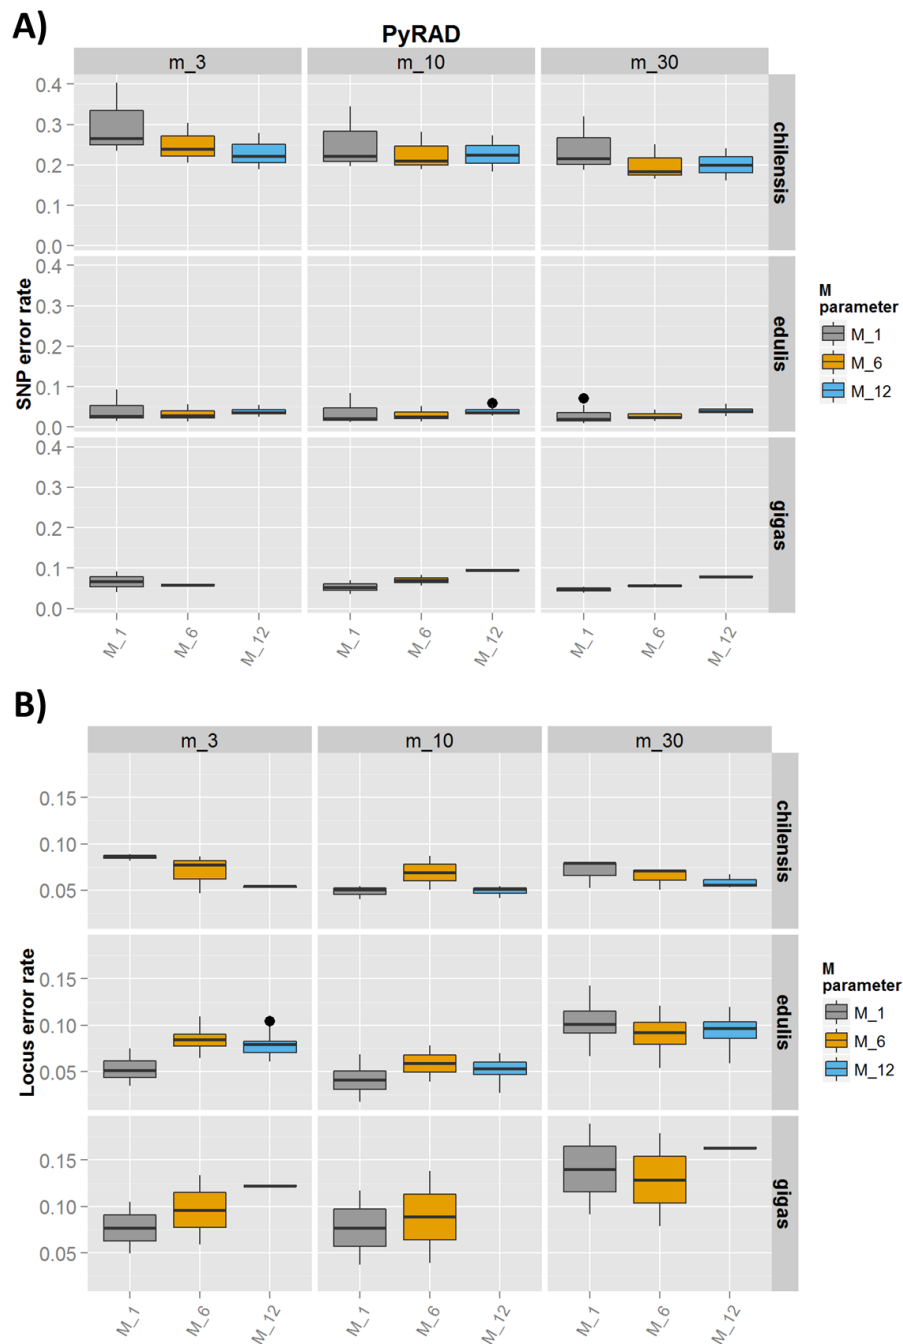 A)
PyRAD
m_3 m_10 m_30
0.4
0.3
0.2
0.1
0.0
chilensis
0.4
0.3
0.2
0.1
0.0
edulis
0.4
0.3
0.2
0.1
0.0
gigas
SNP error rate
M_1 M_6 M_12 M_1 M_6 M_12 M_1 M_6 M_12
M
parameter
M_1
M_6
M_12
B)
m_3 m_10 m_30
0.15
0.10
0.05
chilensis
0.15
0.10
0.05
edulis
0.15
0.10
0.05
gigas
Locus error rate
M_1 M_6 M_12 M_1 M_6 M_12 M_1 M_6 M_12
M
parameter
M_1
M_6
M_12